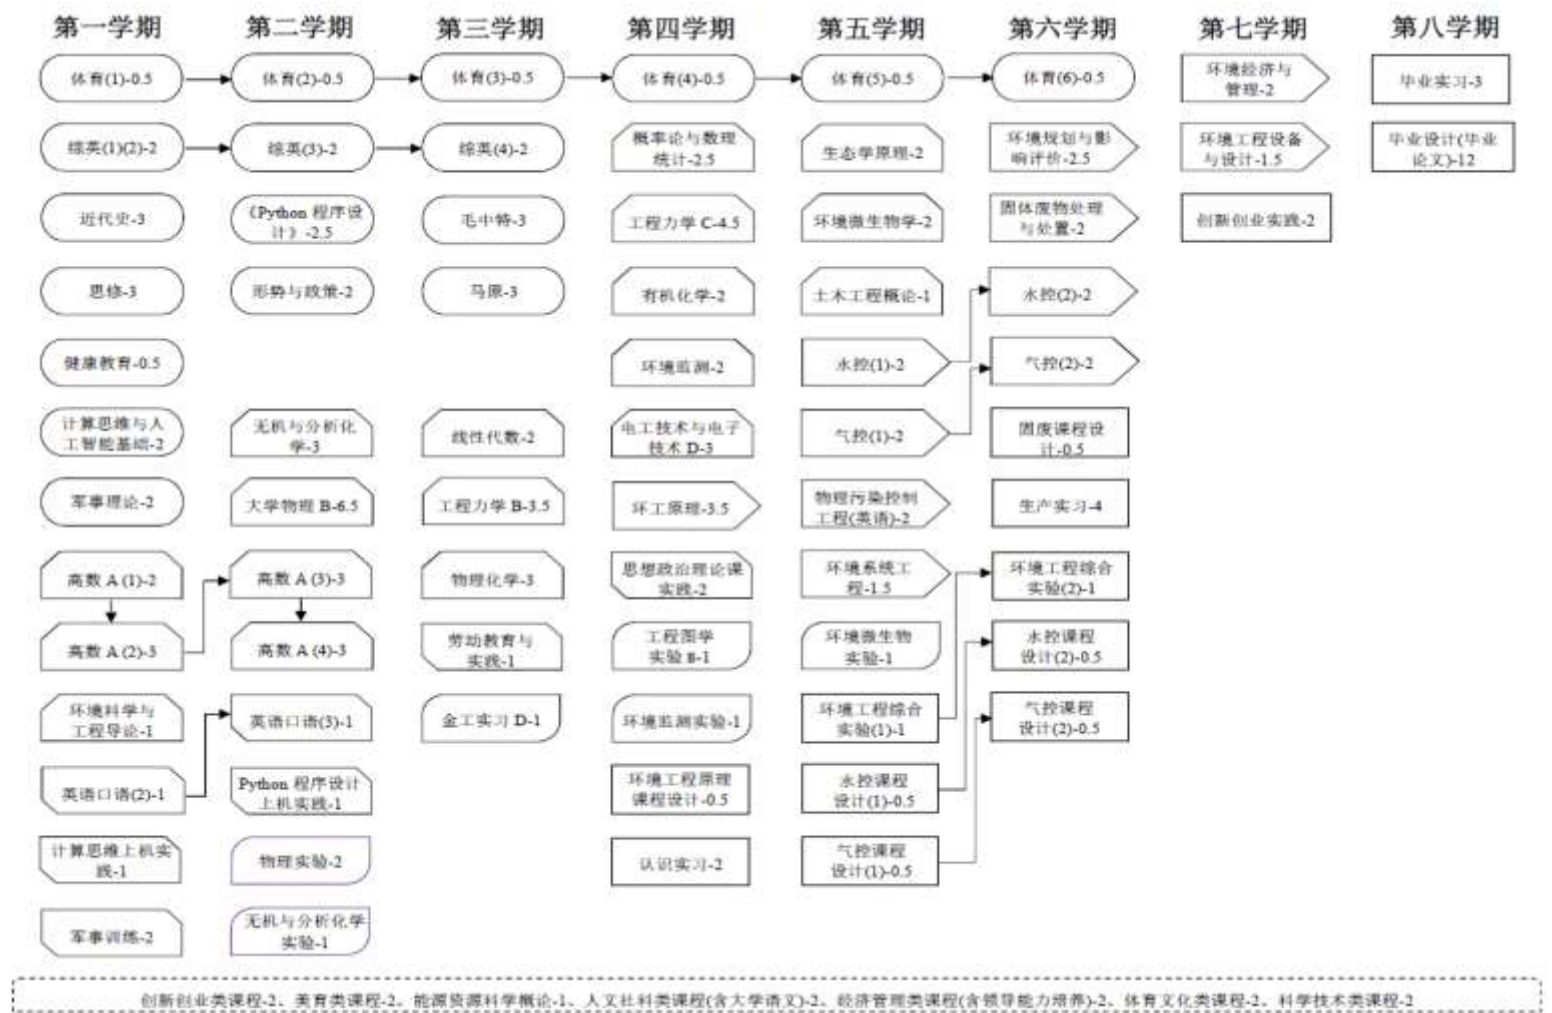 第一学期
体育(1)-0.5
综英(1)(2)-2
近代史-3
思修-3
健康教育-0.5
计算思维与人
工智能基础-2
军事理论-2
高数 A (1)-2
高数 A (2)-3
环境科学与
工程导论-1
英语口语(2)-1
计算思维上机实
践-1
军事训练-2
第二学期
体育(2)-0.5
综英(3)-2
《Python 程序设
计》-2.5
形势与政策-2
无机与分析化
学-3
大学物理 B-6.5
高数 A (3)-3
高数 A (4)-3
英语口语(3)-1
Python 程序设计
上机实践-1
物理实验-2
无机与分析化学
实验-1
第三学期
体育(3)-0.5
综英(4)-2
毛中特-3
马原-3
线性代数-2
工程力学 B-3.5
物理化学-3
劳动教育与
实践-1
金工实习 D-1
第四学期
体育(4)-0.5
概率论与数理
统计-2.5
工程力学 C-4.5
有机化学-2
环境监测-2
电工技术与电子
技术 D-3
环工原理-3.5
思想政治理论课
实践-2
工程图学
实验 B-1
环境监测实验-1
环境工程原理
课程设计-0.5
认识实习-2
第五学期
体育(5)-0.5
生态学原理-2
环境微生物学-2
土木工程概论-1
水控(1)-2
气控(1)-2
物理污染控制
工程(英语)-2
环境系统工
程-1.5
环境微生物
实验-1
环境工程综合
实验(1)-1
水控课程
设计(1)-0.5
气控课程
设计(1)-0.5
第六学期
体育(6)-0.5
环境规划与影
响评价-2.5
固体废物处理
与处置-2
水控(2)-2
气控(2)-2
固废课程设
计-0.5
生产实习-4
环境工程综合
实验(2)-1
水控课程
设计(2)-0.5
气控课程
设计(2)-0.5
第七学期
环境经济与
管理-2
环境工程设备
与设计-1.5
创新创业实践-2
第八学期
毕业实习-3
毕业设计(毕业
论文)-12
创新创业类课程-2、美育类课程-2、能源资源科学概论-1、人文社科类课程(含大学语文)-2、经济管理类课程(含领导能力培养)-2、体育文化类课程-2、科学技术类课程-2